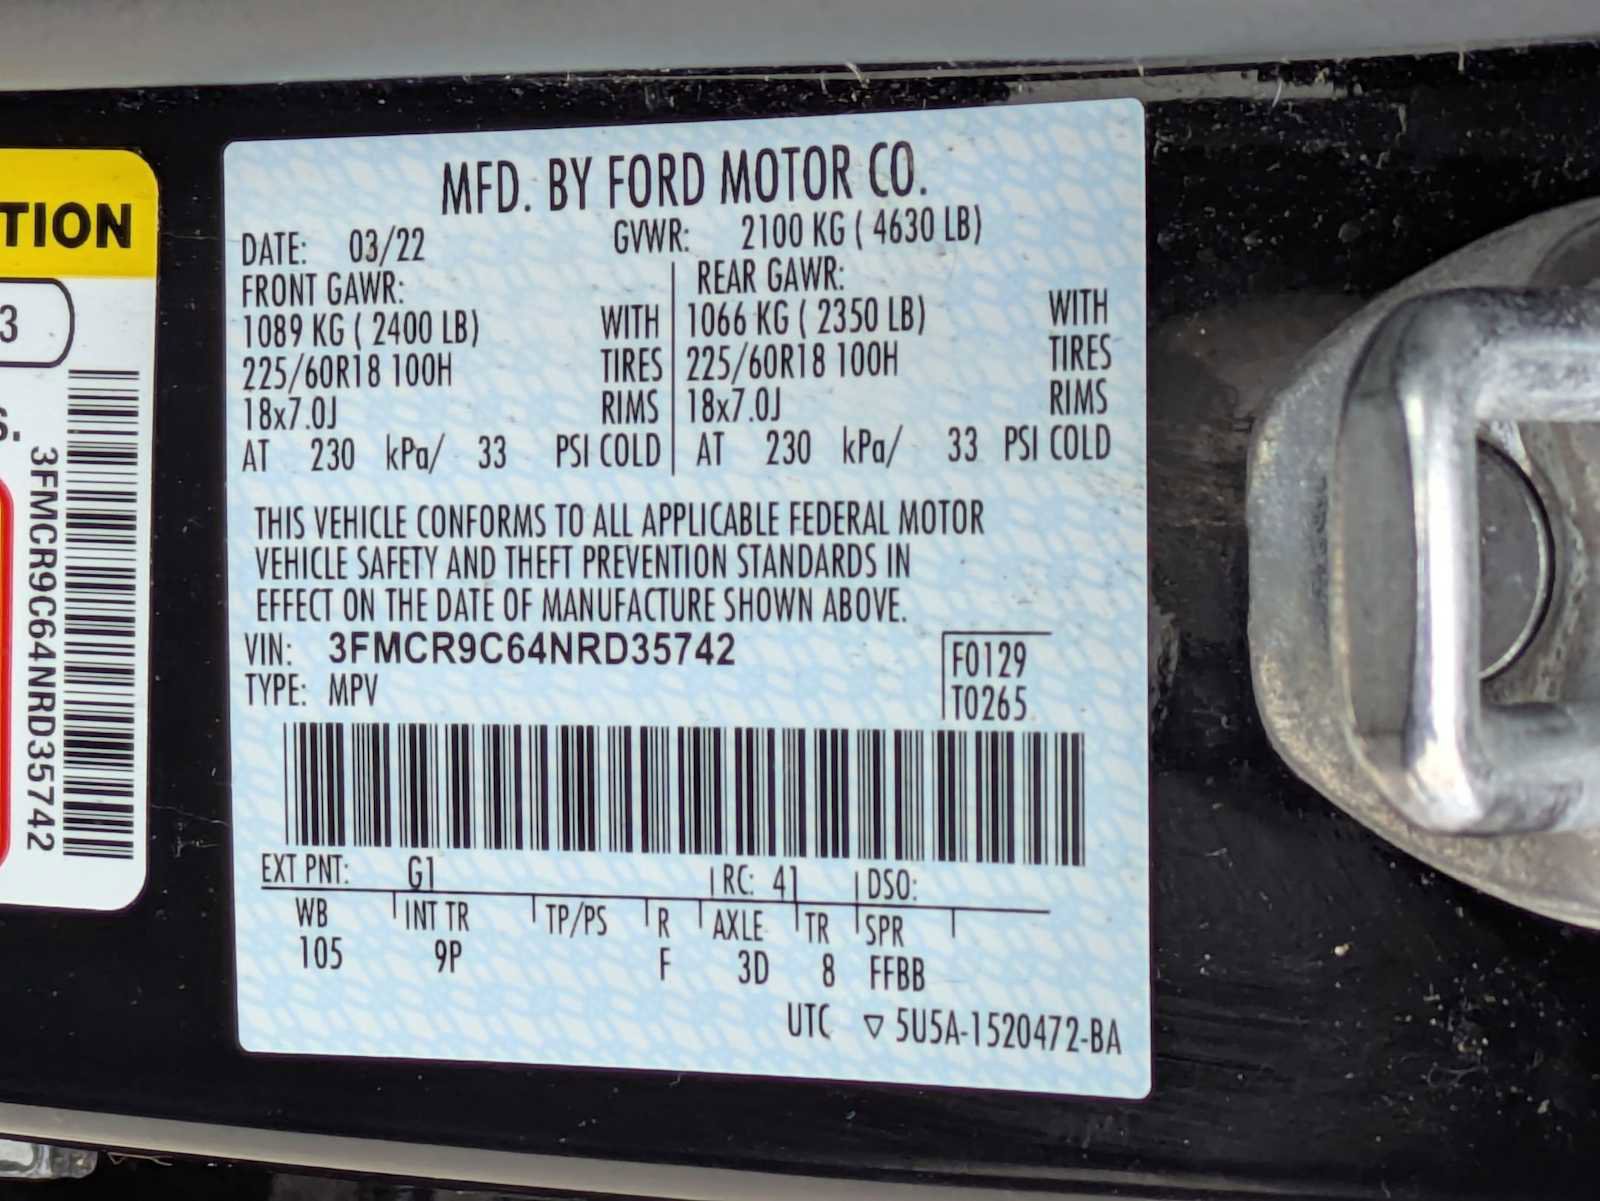 TION
3
S.
3FMCR9C64NRD35742
MFD. BY FORD MOTOR CO.
DATE: 03/22 GVWR: 2100 KG ( 4630 LB)
FRONT GAWR: REAR GAWR:
1089 KG ( 2400 LB) WITH 1066 KG ( 2350 LB) WITH
225/60R18 100H TIRES 225/60R18 100H TIRES
18x7.0J RIMS 18x7.0J RIMS
AT 230 kPa/ 33 PSI COLD AT 230 kPa/ 33 PSI COLD
THIS VEHICLE CONFORMS TO ALL APPLICABLE FEDERAL MOTOR
VEHICLE SAFETY AND THEFT PREVENTION STANDARDS IN
EFFECT ON THE DATE OF MANUFACTURE SHOWN ABOVE.
VIN: 3FMCR9C64NRD35742 F0129
TYPE: MPV T0265
EXT PNT: G1 RC: 41 DSO:
WB INT TR TP/PS R AXLE TR SPR
105 9P F 3D 8 FFBB
UTC ▽ 5U5A-1520472-BA